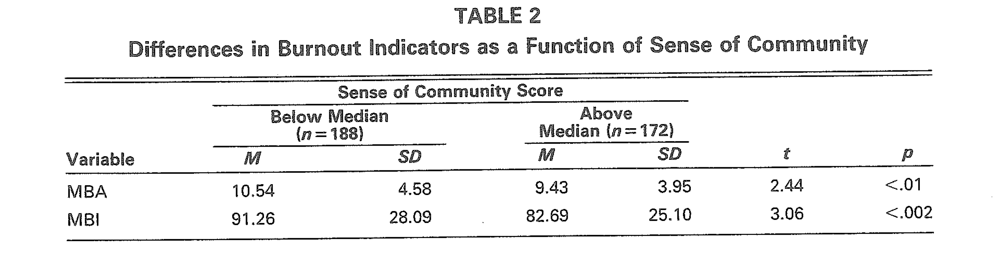 TABLE 2
Differences in Burnout Indicators as a Function of Sense of Community
Sense of Community Score
Below Median Above
(n=188) Median (n=172)
Variable M SD M SD t p
MBA 10.54 4.58 9.43 3.95 2.44 <.01
MBI 91.26 28.09 82.69 25.10 3.06 <.002